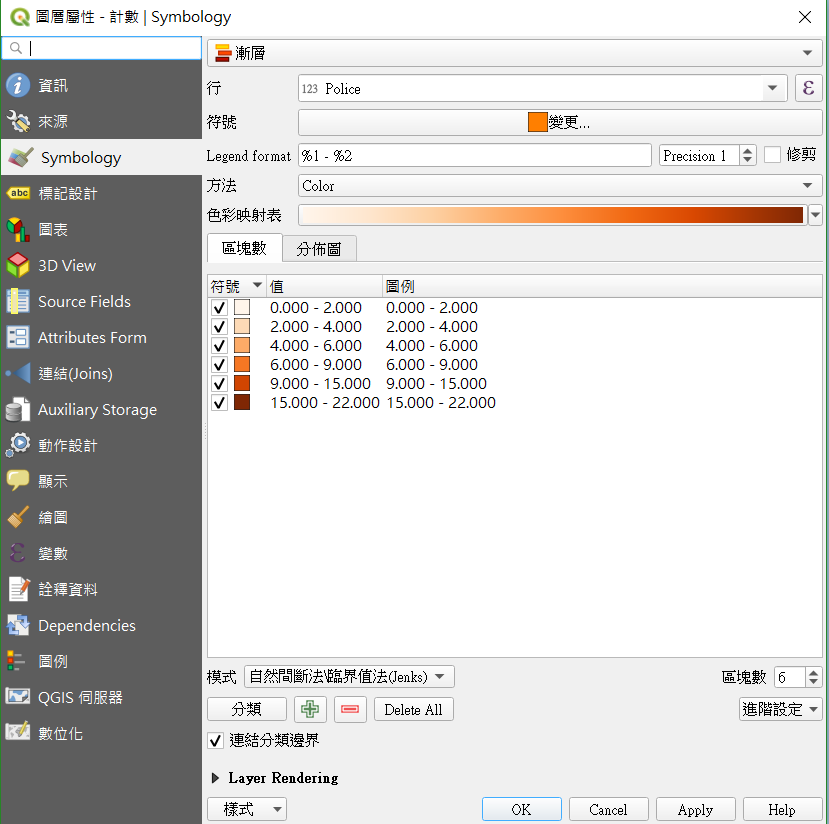 圖層屬性 - 計數 | Symbology
資訊
來源
Symbology
abc 標記設計
圖表
3D View
Source Fields
Attributes Form
連結(Joins)
Auxiliary Storage
動作設計
顯示
繪圖
變數
詮釋資料
Dependencies
圖例
QGIS 伺服器
數位化
漸層
行 123 Police ε
符號 變更...
Legend format %1 - %2 Precision 1 修剪
方法 Color
色彩映射表
區塊數 分佈圖
符號 值 圖例
0.000 - 2.000 0.000 - 2.000
2.000 - 4.000 2.000 - 4.000
4.000 - 6.000 4.000 - 6.000
6.000 - 9.000 6.000 - 9.000
9.000 - 15.000 9.000 - 15.000
15.000 - 22.000 15.000 - 22.000
模式 自然間斷法\臨界值法(Jenks) 區塊數 6
分類 Delete All 進階設定
連結分類邊界
Layer Rendering
樣式 OK Cancel Apply Help